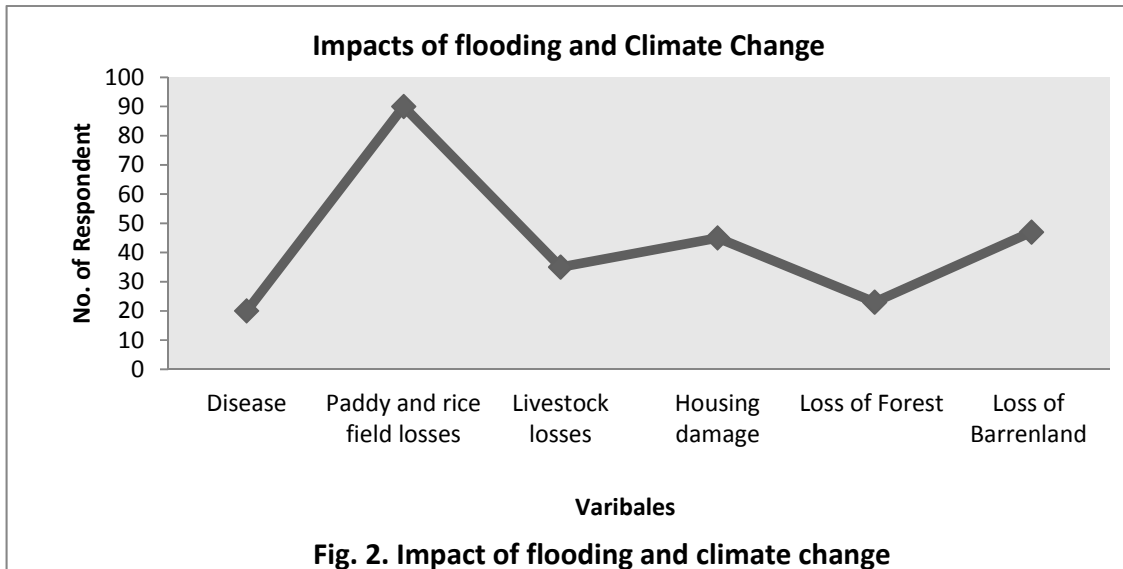 Impacts of flooding and Climate Change
No. of Respondent
100
90
80
70
60
50
40
30
20
10
0
Disease
Paddy and rice
field losses
Livestock
losses
Housing
damage
Loss of Forest
Loss of
Barrenland
Varibales
Fig. 2. Impact of flooding and climate change